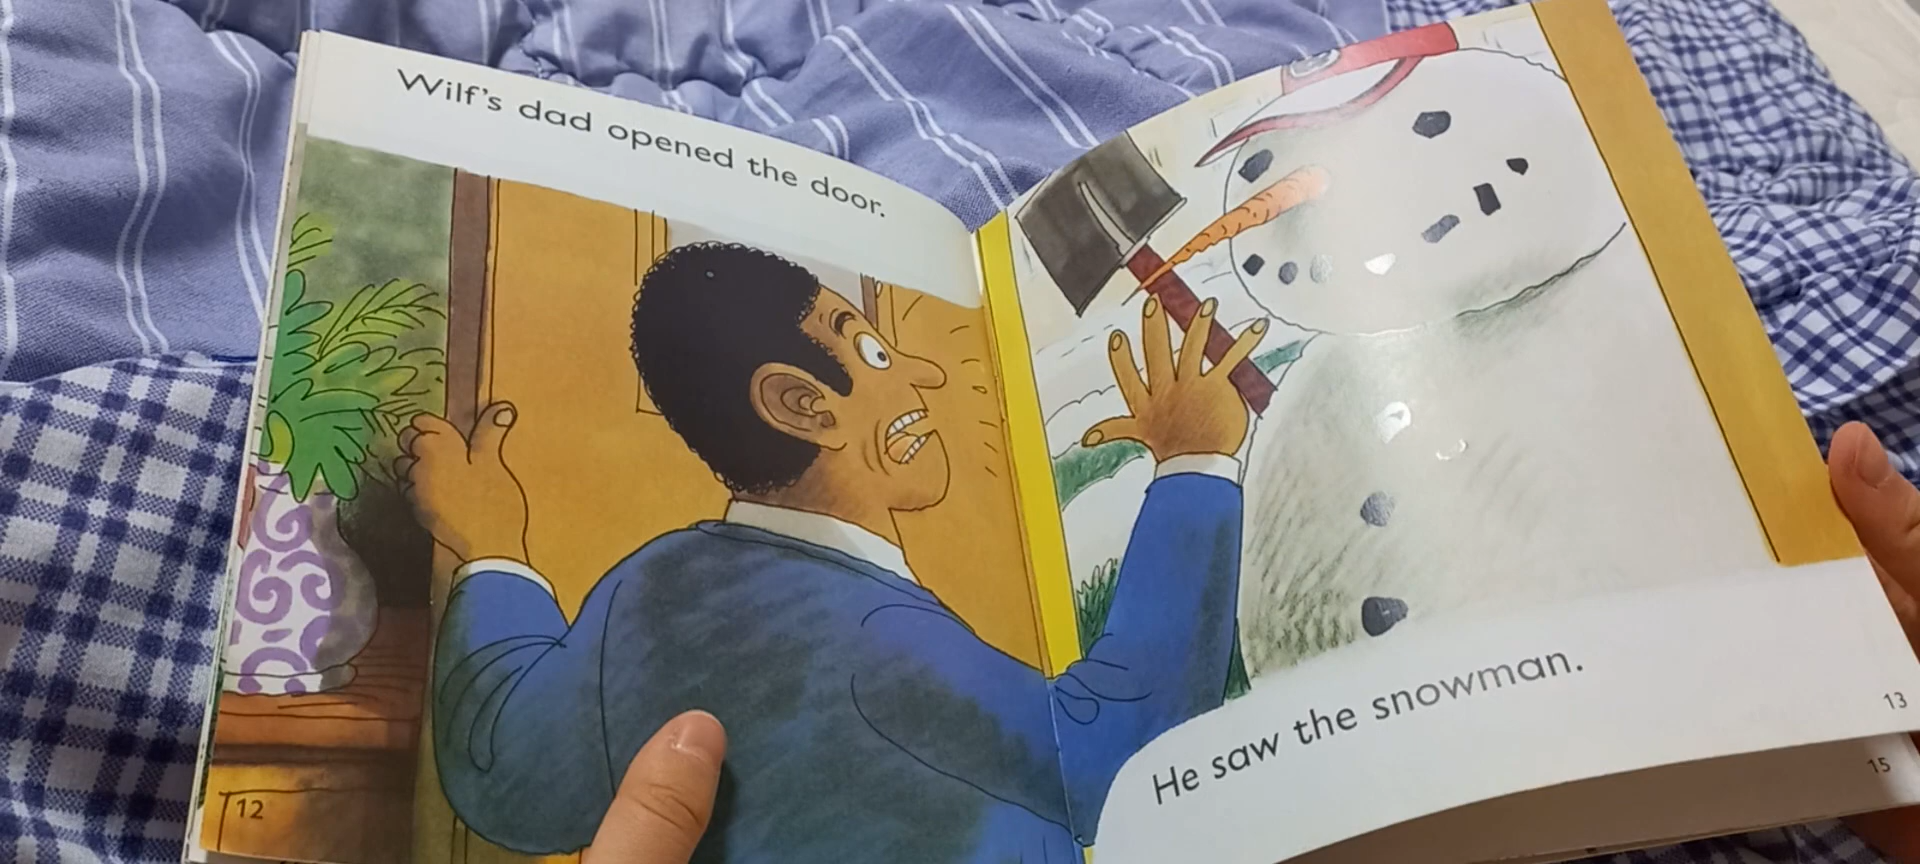 Wilf's dad opened the door.
12
He saw the snowman.
13
15